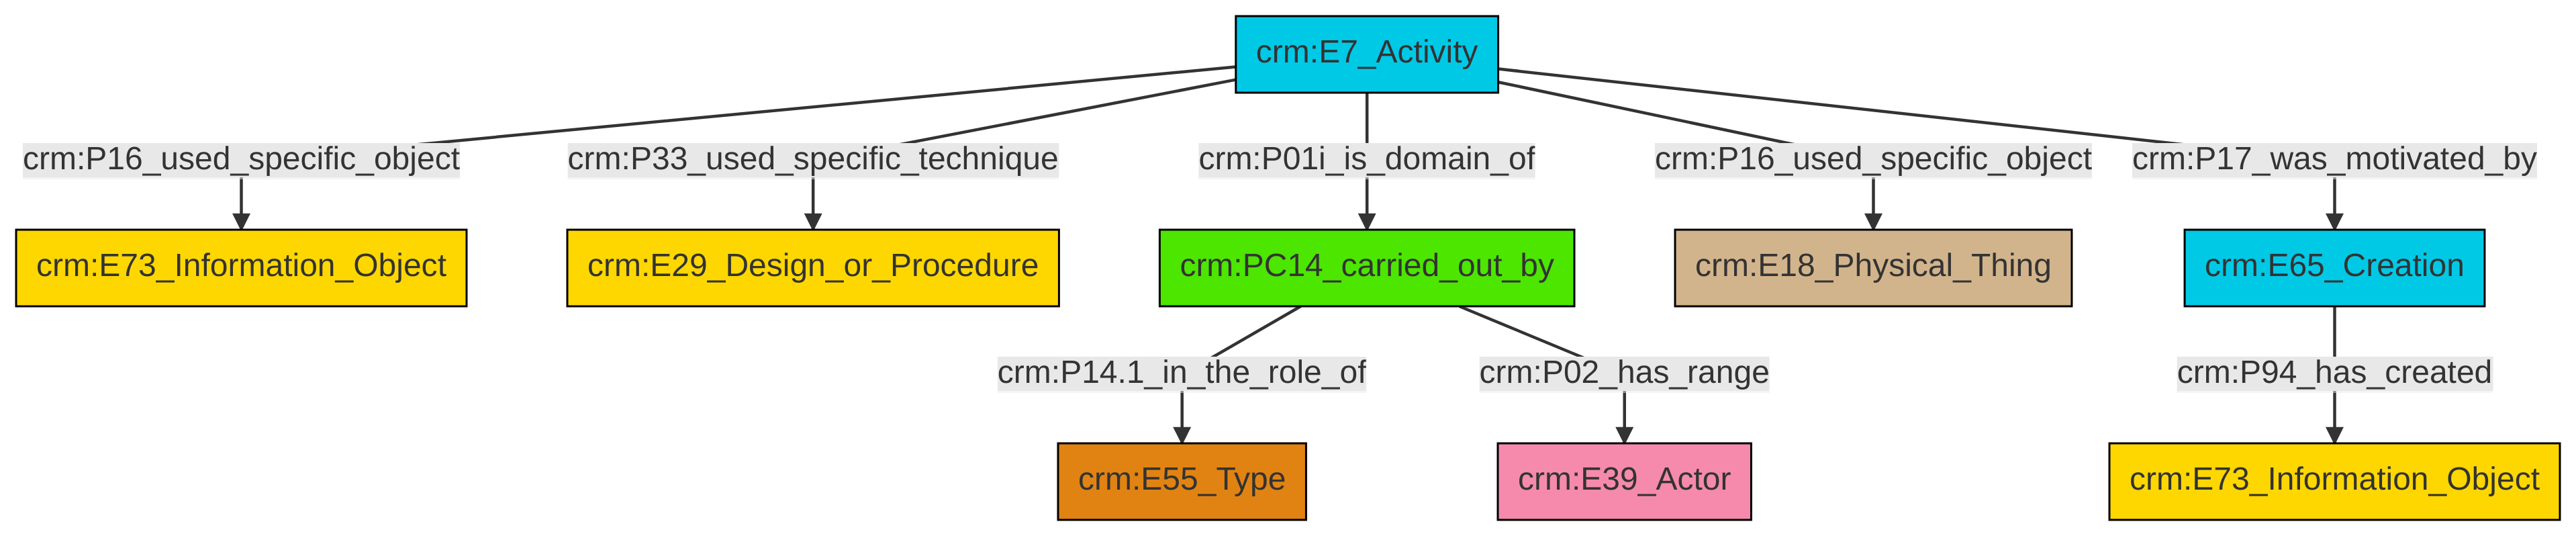 crm:E7_Activity
crm:P16_used_specific_object
crm:P33_used_specific_technique
crm:P01i_is_domain_of
crm:P16_used_specific_object
crm:P17_was_motivated_by
crm:E73_Information_Object
crm:E29_Design_or_Procedure
crm:PC14_carried_out_by
crm:E18_Physical_Thing
crm:E65_Creation
crm:P14.1_in_the_role_of
crm:P02_has_range
crm:P94_has_created
crm:E55_Type
crm:E39_Actor
crm:E73_Information_Object